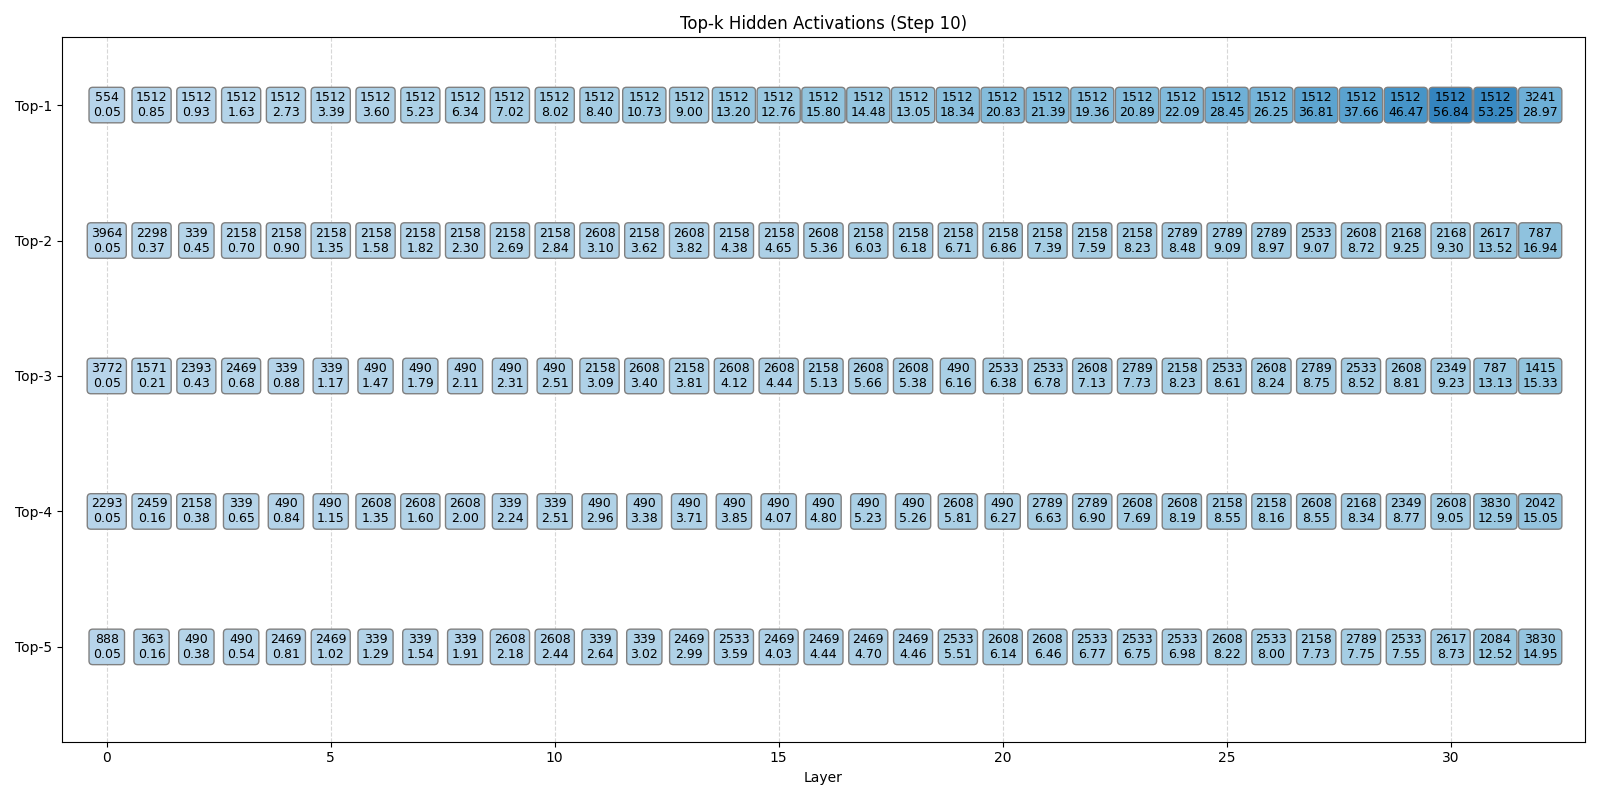 Top-k Hidden Activations (Step 10)
Top-1
554 1512 1512 1512 1512 1512 1512 1512 1512 1512 1512 1512 1512 1512 1512 1512 1512 1512 1512 1512 1512 1512 1512 1512 1512 1512 1512 1512 1512 1512 1512 1512 3241
0.05 0.85 0.93 1.63 2.73 3.39 3.60 5.23 6.34 7.02 8.02 8.40 10.73 9.00 13.20 12.76 15.80 14.48 13.05 18.34 20.83 21.39 19.36 20.89 22.09 28.45 26.25 36.81 37.66 46.47 56.84 53.25 28.97
Top-2
3964 2298 339 2158 2158 2158 2158 2158 2158 2158 2158 2608 2158 2608 2158 2158 2608 2158 2158 2158 2158 2158 2158 2158 2789 2789 2789 2533 2608 2168 2168 2617 787
0.05 0.37 0.45 0.70 0.90 1.35 1.58 1.82 2.30 2.69 2.84 3.10 3.62 3.82 4.38 4.65 5.36 6.03 6.18 6.71 6.86 7.39 7.59 8.23 8.48 9.09 8.97 9.07 8.72 9.25 9.30 13.52 16.94
Top-3
3772 1571 2393 2469 339 339 490 490 490 490 490 2158 2608 2158 2608 2608 2158 2608 2608 490 2533 2533 2608 2789 2158 2533 2608 2789 2533 2608 2349 787 1415
0.05 0.21 0.43 0.68 0.88 1.17 1.47 1.79 2.11 2.31 2.51 3.09 3.40 3.81 4.12 4.44 5.13 5.66 5.38 6.16 6.38 6.78 7.13 7.73 8.23 8.61 8.24 8.75 8.52 8.81 9.23 13.13 15.33
Top-4
2293 2459 2158 339 490 490 2608 2608 2608 339 339 490 490 490 490 490 490 490 490 2608 490 2789 2789 2608 2608 2158 2158 2608 2168 2349 2608 3830 2042
0.05 0.16 0.38 0.65 0.84 1.15 1.35 1.60 2.00 2.24 2.51 2.96 3.38 3.71 3.85 4.07 4.80 5.23 5.26 5.81 6.27 6.63 6.90 7.69 8.19 8.55 8.16 8.55 8.34 8.77 9.05 12.59 15.05
Top-5
888 363 490 490 2469 2469 339 339 339 2608 2608 339 339 2469 2533 2469 2469 2469 2469 2533 2608 2608 2533 2533 2533 2608 2533 2158 2789 2533 2617 2084 3830
0.05 0.16 0.38 0.54 0.81 1.02 1.29 1.54 1.91 2.18 2.44 2.64 3.02 2.99 3.59 4.03 4.44 4.70 4.46 5.51 6.14 6.46 6.77 6.75 6.98 8.22 8.00 7.73 7.75 7.55 8.73 12.52 14.95
0 5 10 15 20 25 30
Layer